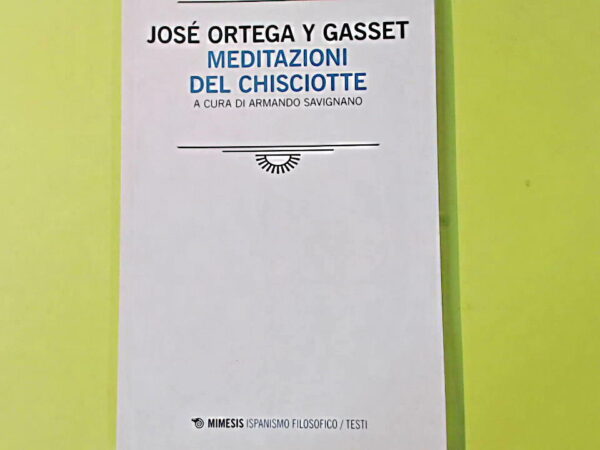 JOSÉ ORTEGA Y GASSET
MEDITAZIONI
DEL CHISCIOTTE
A CURA DI ARMANDO SAVIGNANO
MIMESIS ISPANISMO FILOSOFICO / TESTI